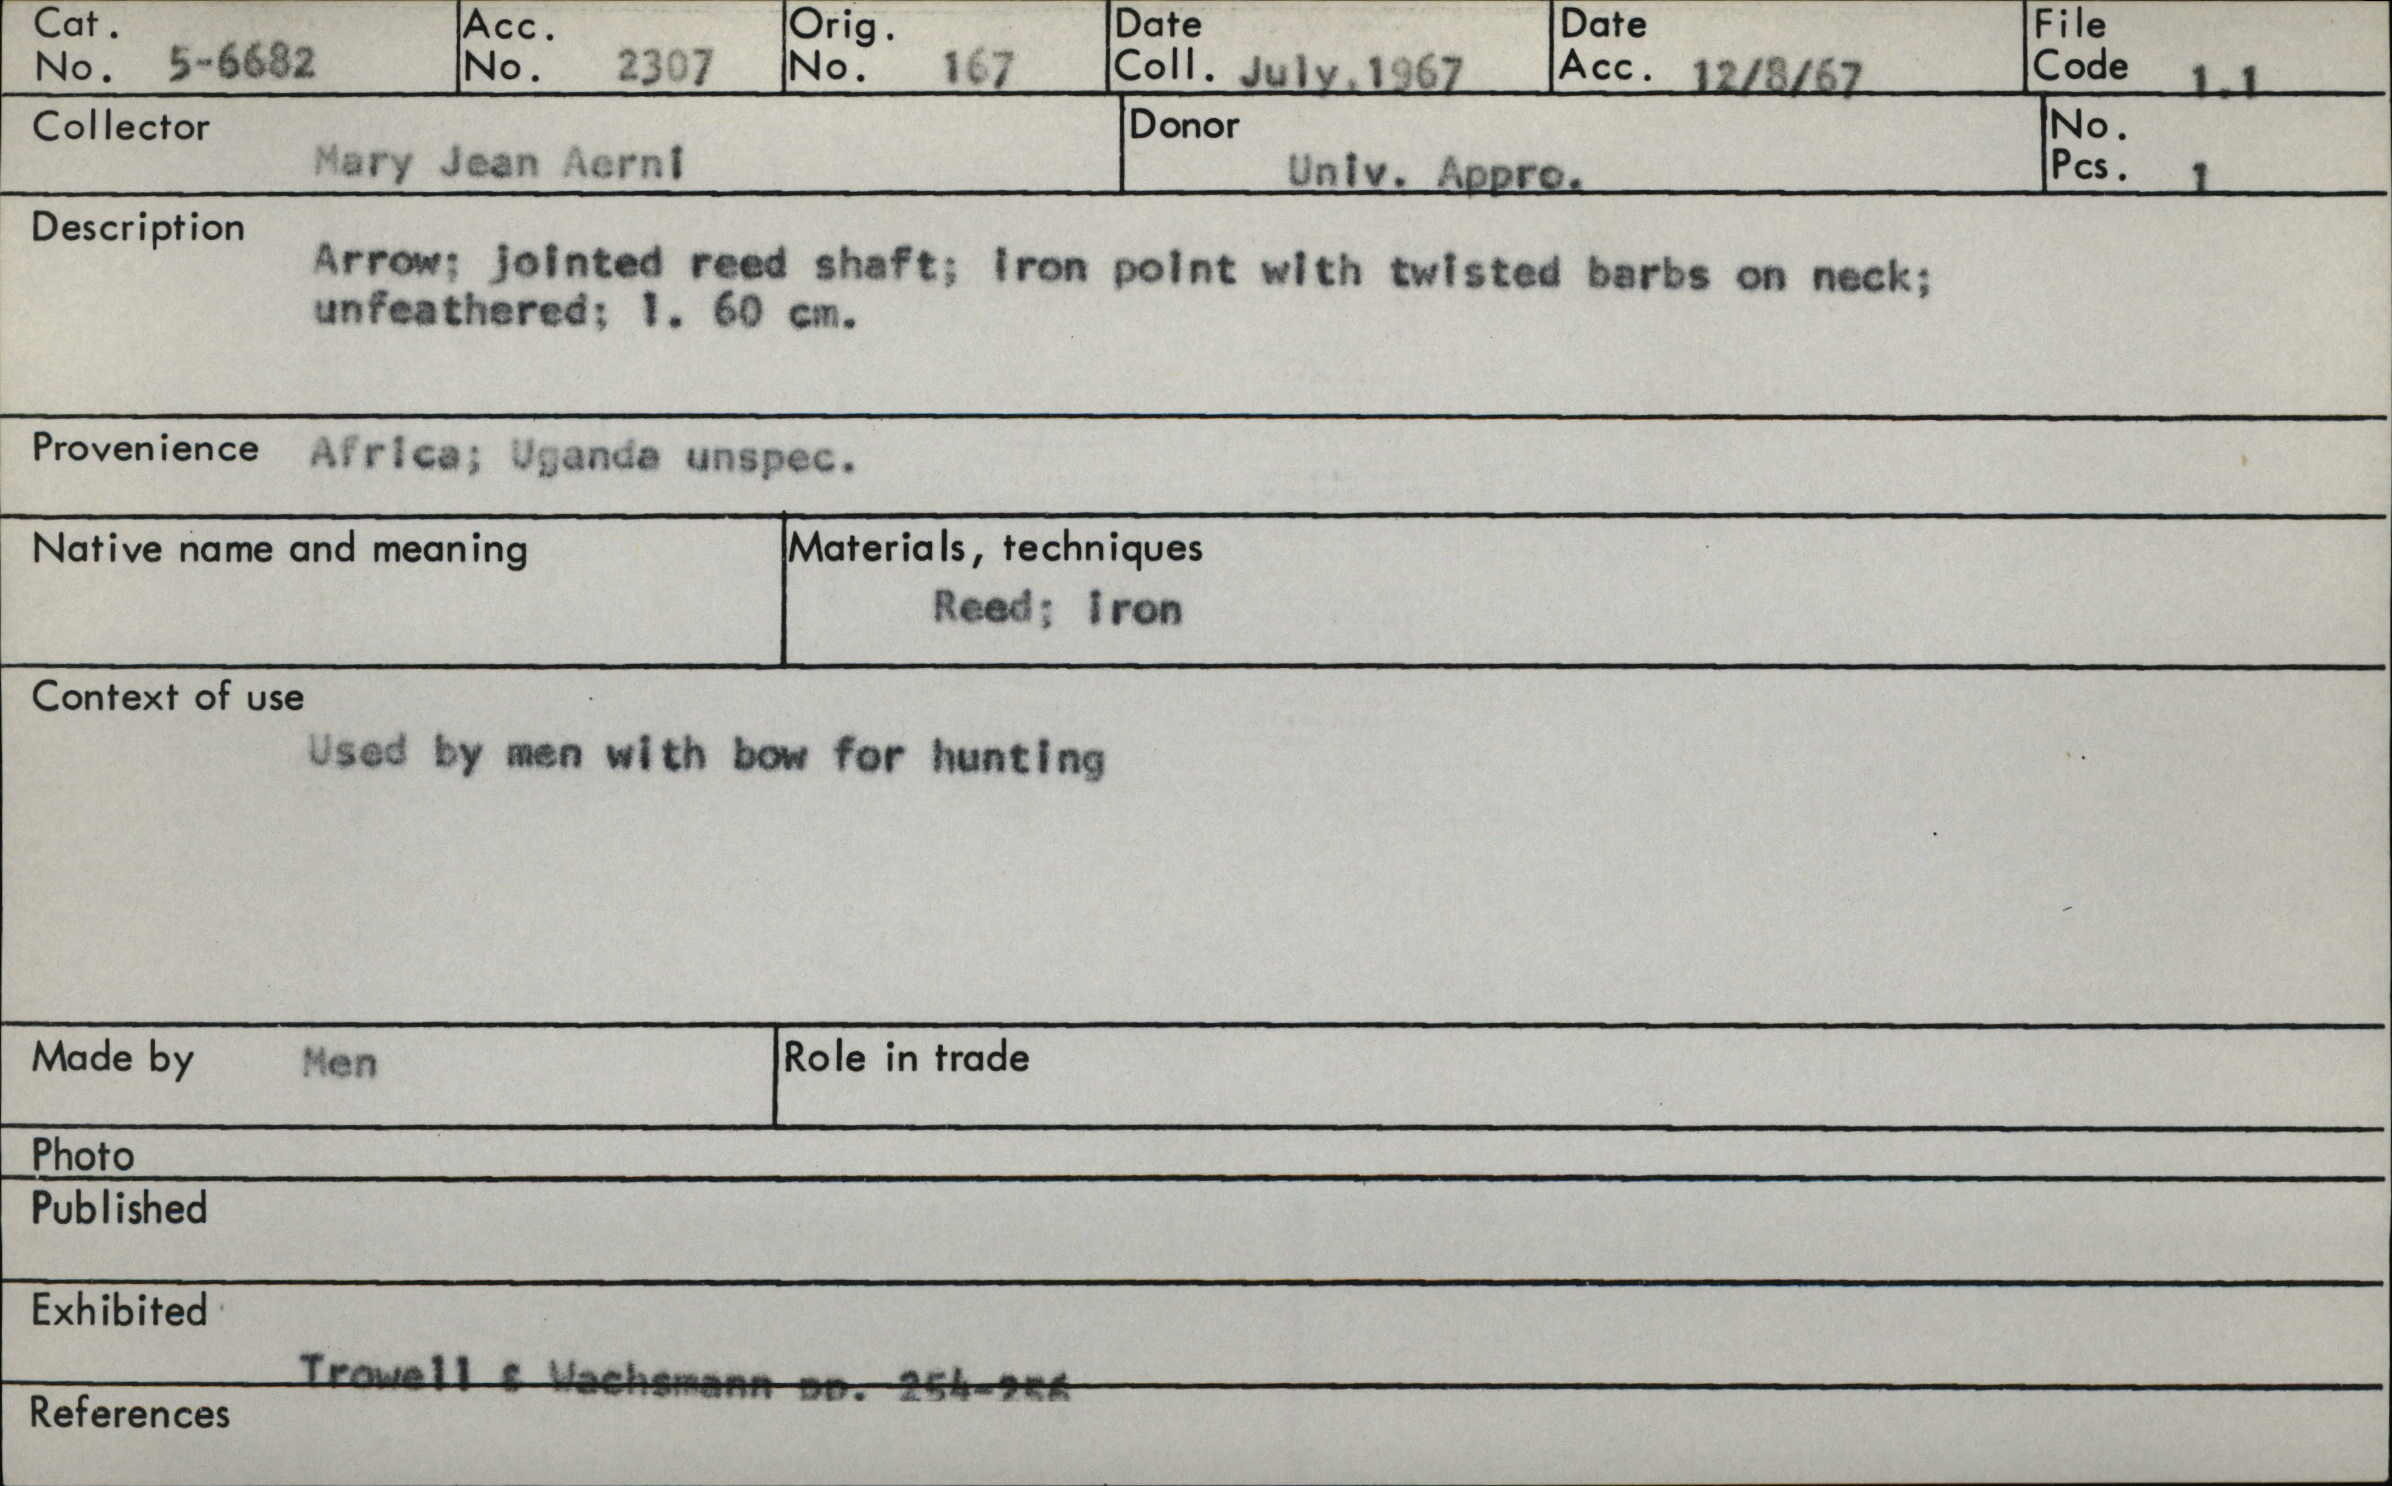 Cat. No. 5-6682
Acc. No. 2307
Orig. No. 167
Date Coll. July, 1967
Date Acc. 12/8/67
File Code 1.1
Collector Mary Jean Aerni
Donor Univ. Appro.
No. Pcs. 1
Description
Arrow; jointed reed shaft; iron point with twisted barbs on neck;
unfeathered; l. 60 cm.
Provenience Africa; Uganda unspec.
Native name and meaning
Materials, techniques
Reed; iron
Context of use
Used by men with bow for hunting
Made by Men
Role in trade
Photo
Published
Exhibited
Trowell & Wachsmann pp. 254-256
References